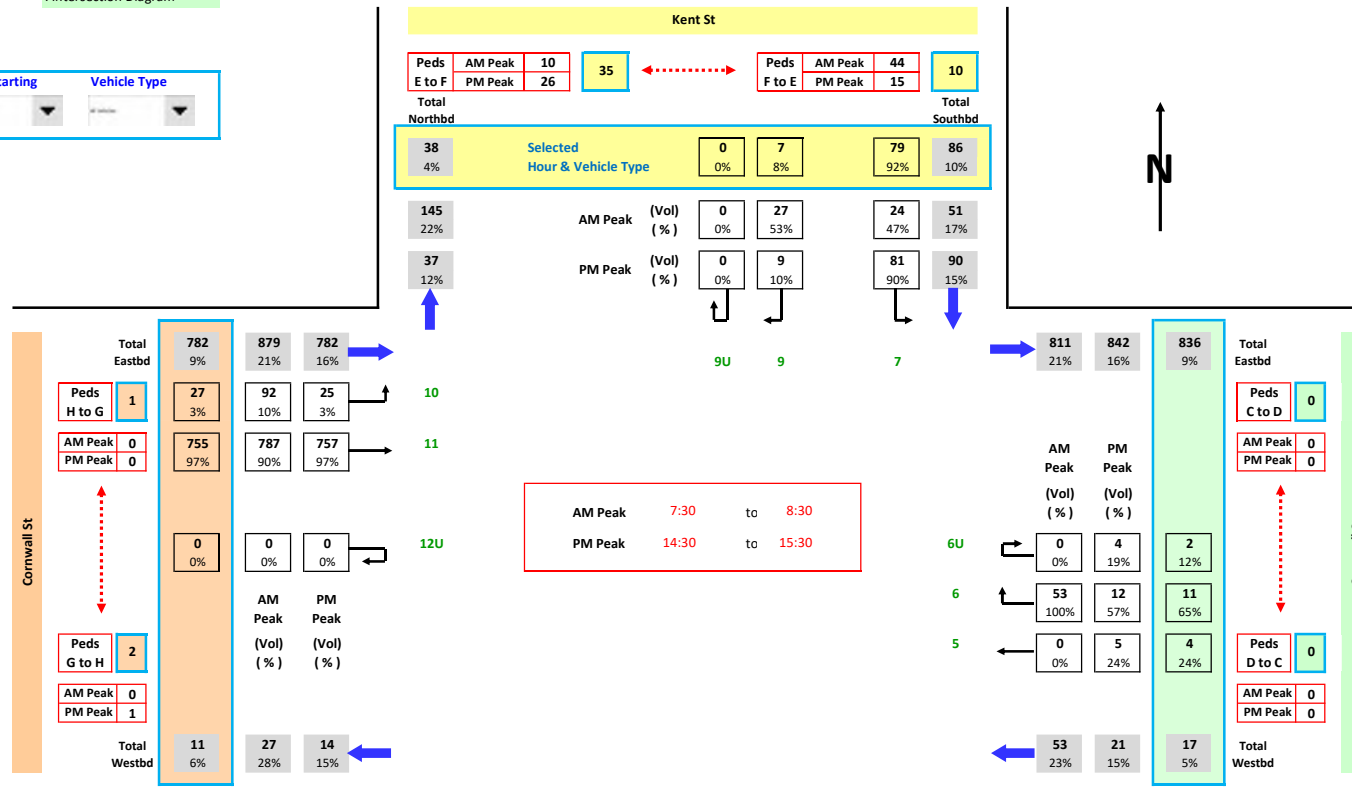 Kent St
Peds AM Peak 10 35 Peds AM Peak 44 10
E to F PM Peak 26 F to E PM Peak 15
Total Total
Northbd Southbd
Vehicle Type
38 Selected 0 7 79 86
4% Hour & Vehicle Type 0% 8% 92% 10%
N
145 AM Peak (Vol) 0 27 24 51
22% ( % ) 0% 53% 47% 17%
37 PM Peak (Vol) 0 9 81 90
12% ( % ) 0% 10% 90% 15%
Total 782 879 782 811 842 836 Total
Eastbd 9% 21% 16% 21% 16% 9% Eastbd
9U 9 7
Peds 1 27 92 25 10 Peds 0
H to G 3% 10% 3% C to D
AM Peak 0 755 787 757 11 AM Peak 0
PM Peak 0 97% 90% 97% PM Peak 0
AM PM
Peak Peak
(Vol) (Vol)
( % ) ( % )
AM Peak 7:30 to 8:30
PM Peak 14:30 to 15:30
Cornwall St
0 0 0 12U 6U 0 4 2
0% 0% 0% 0% 19% 12%
AM PM 6 53 12 11
Peak Peak 100% 57% 65%
Peds 2 (Vol) (Vol) 5 0 5 4 Peds 0
G to H ( % ) ( % ) 0% 24% 24% D to C
AM Peak 0 AM Peak 0
PM Peak 1 PM Peak 0
Total 11 27 14 53 21 17 Total
Westbd 6% 28% 15% 23% 15% 5% Westbd